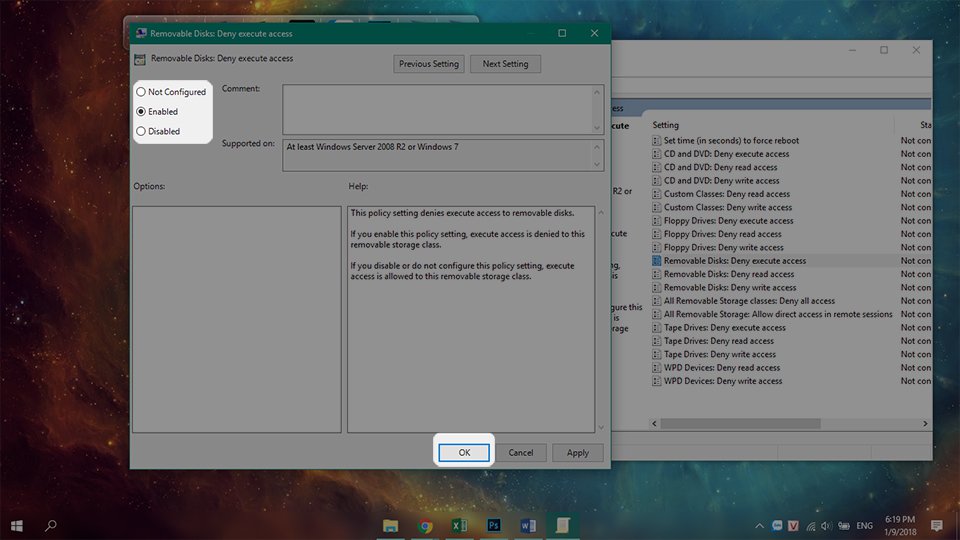 Removable Disks: Deny execute access
Removable Disks: Deny execute access
Previous Setting
Next Setting
Not Configured
Enabled
Disabled
Comment:
Supported on:
At least Windows Server 2008 R2 or Windows 7
Options:
Help:
This policy setting denies execute access to removable disks.
If you enable this policy setting, execute access is denied to this
removable storage class.
If you disable or do not configure this policy setting, execute
access is allowed to this removable storage class.
OK
Cancel
Apply
ess
cute
R2 or
cute
ng,
is
gure this
is
rage
Setting
Sta
Set time (in seconds) to force reboot
Not con
CD and DVD: Deny execute access
Not con
CD and DVD: Deny read access
Not con
CD and DVD: Deny write access
Not con
Custom Classes: Deny read access
Not con
Custom Classes: Deny write access
Not con
Floppy Drives: Deny execute access
Not con
Floppy Drives: Deny read access
Not con
Floppy Drives: Deny write access
Not con
Removable Disks: Deny execute access
Not con
Removable Disks: Deny read access
Not con
Removable Disks: Deny write access
Not con
All Removable Storage classes: Deny all access
Not con
All Removable Storage: Allow direct access in remote sessions
Not con
Tape Drives: Deny execute access
Not con
Tape Drives: Deny read access
Not con
Tape Drives: Deny write access
Not con
WPD Devices: Deny read access
Not con
WPD Devices: Deny write access
Not con
Ps
V
ENG
6:19 PM
1/9/2018